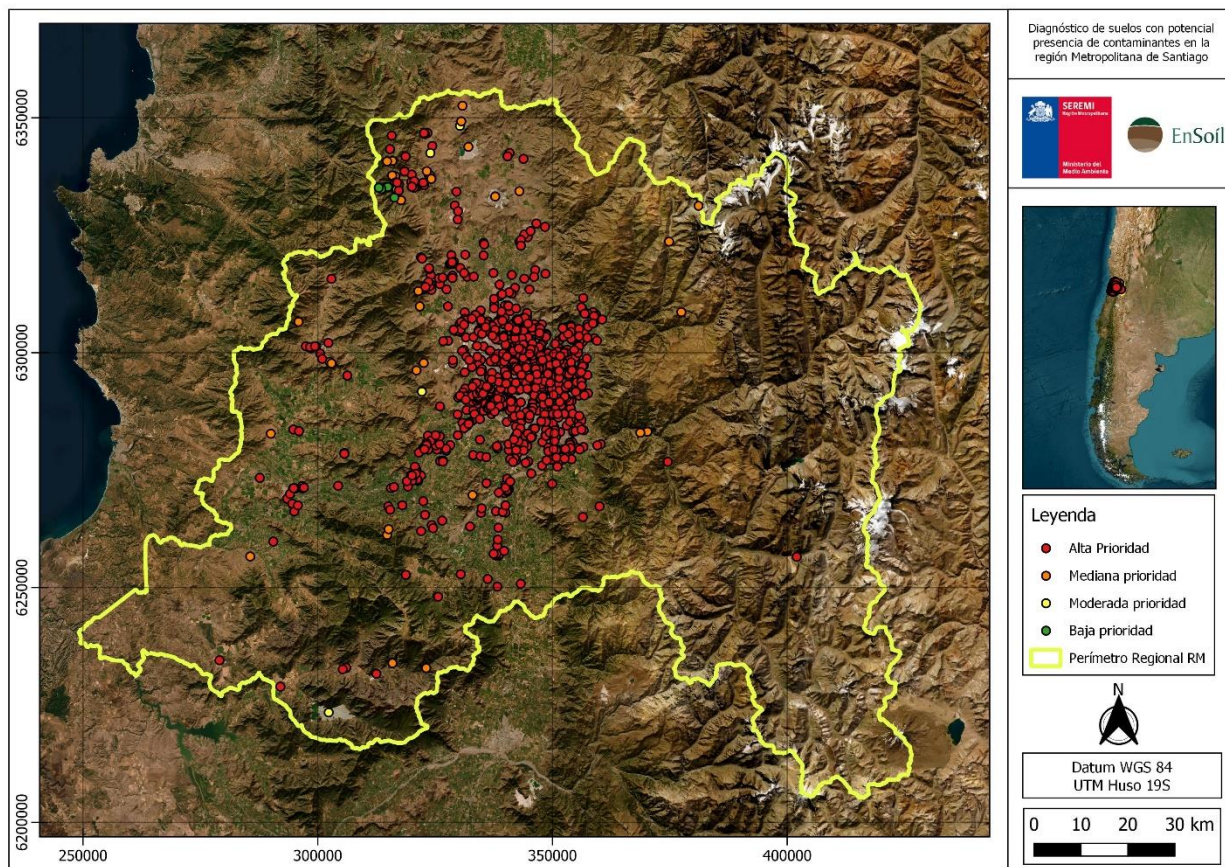 Diagnóstico de suelos con potencial
presencia de contaminantes en la
región Metropolitana de Santiago
SEREMI
Región Metropolitana
Ministerio del
Medio Ambiente
EnSoil
Leyenda
Alta Prioridad
Mediana prioridad
Moderada prioridad
Baja prioridad
Perímetro Regional RM
N
Datum WGS 84
UTM Huso 19S
0 10 20 30 km
6350000
6300000
6250000
6200000
250000 300000 350000 400000